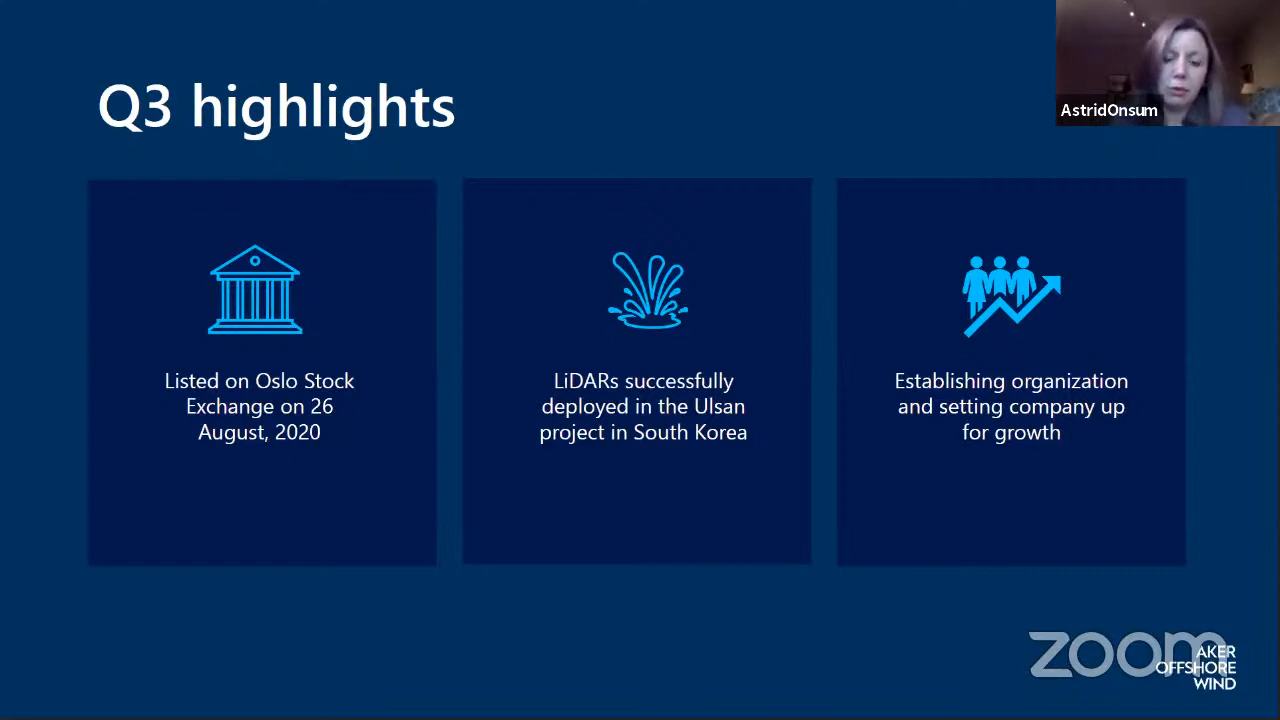 Q3 highlights
AstridOnsum
Listed on Oslo Stock
Exchange on 26
August, 2020
LiDARs successfully
deployed in the Ulsan
project in South Korea
Establishing organization
and setting company up
for growth
zoom
AKER
OFFSHORE
WIND